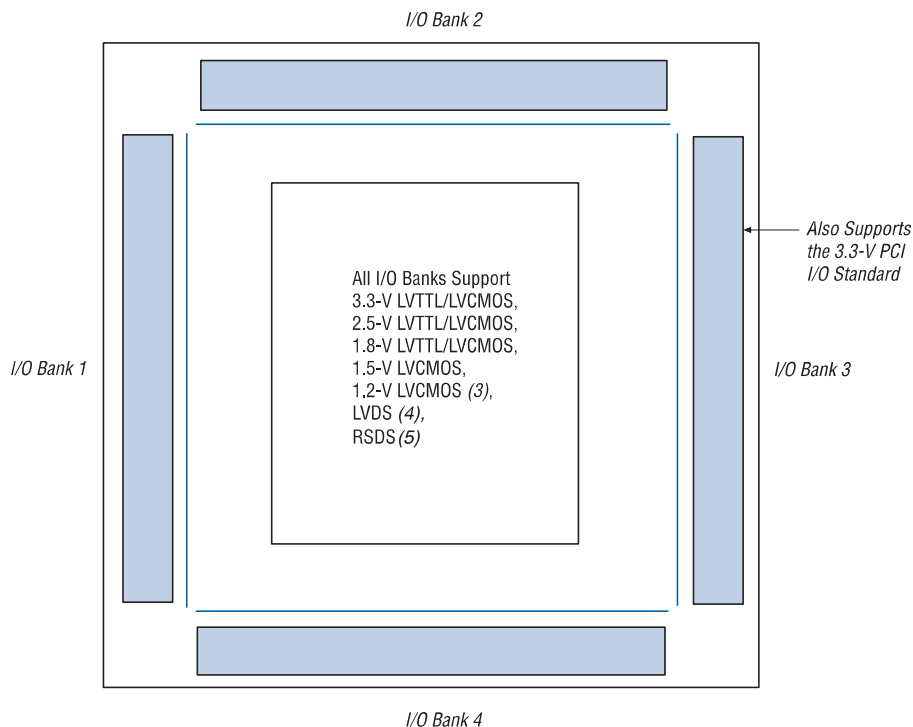 I/O Bank 2
Also Supports
the 3.3-V PCI
I/O Standard
All I/O Banks Support
3.3-V LVTTL/LVCMOS,
2.5-V LVTTL/LVCMOS,
1.8-V LVTTL/LVCMOS,
1.5-V LVCMOS,
1.2-V LVCMOS (3),
LVDS (4),
RSDS (5)
I/O Bank 1
I/O Bank 3
I/O Bank 4